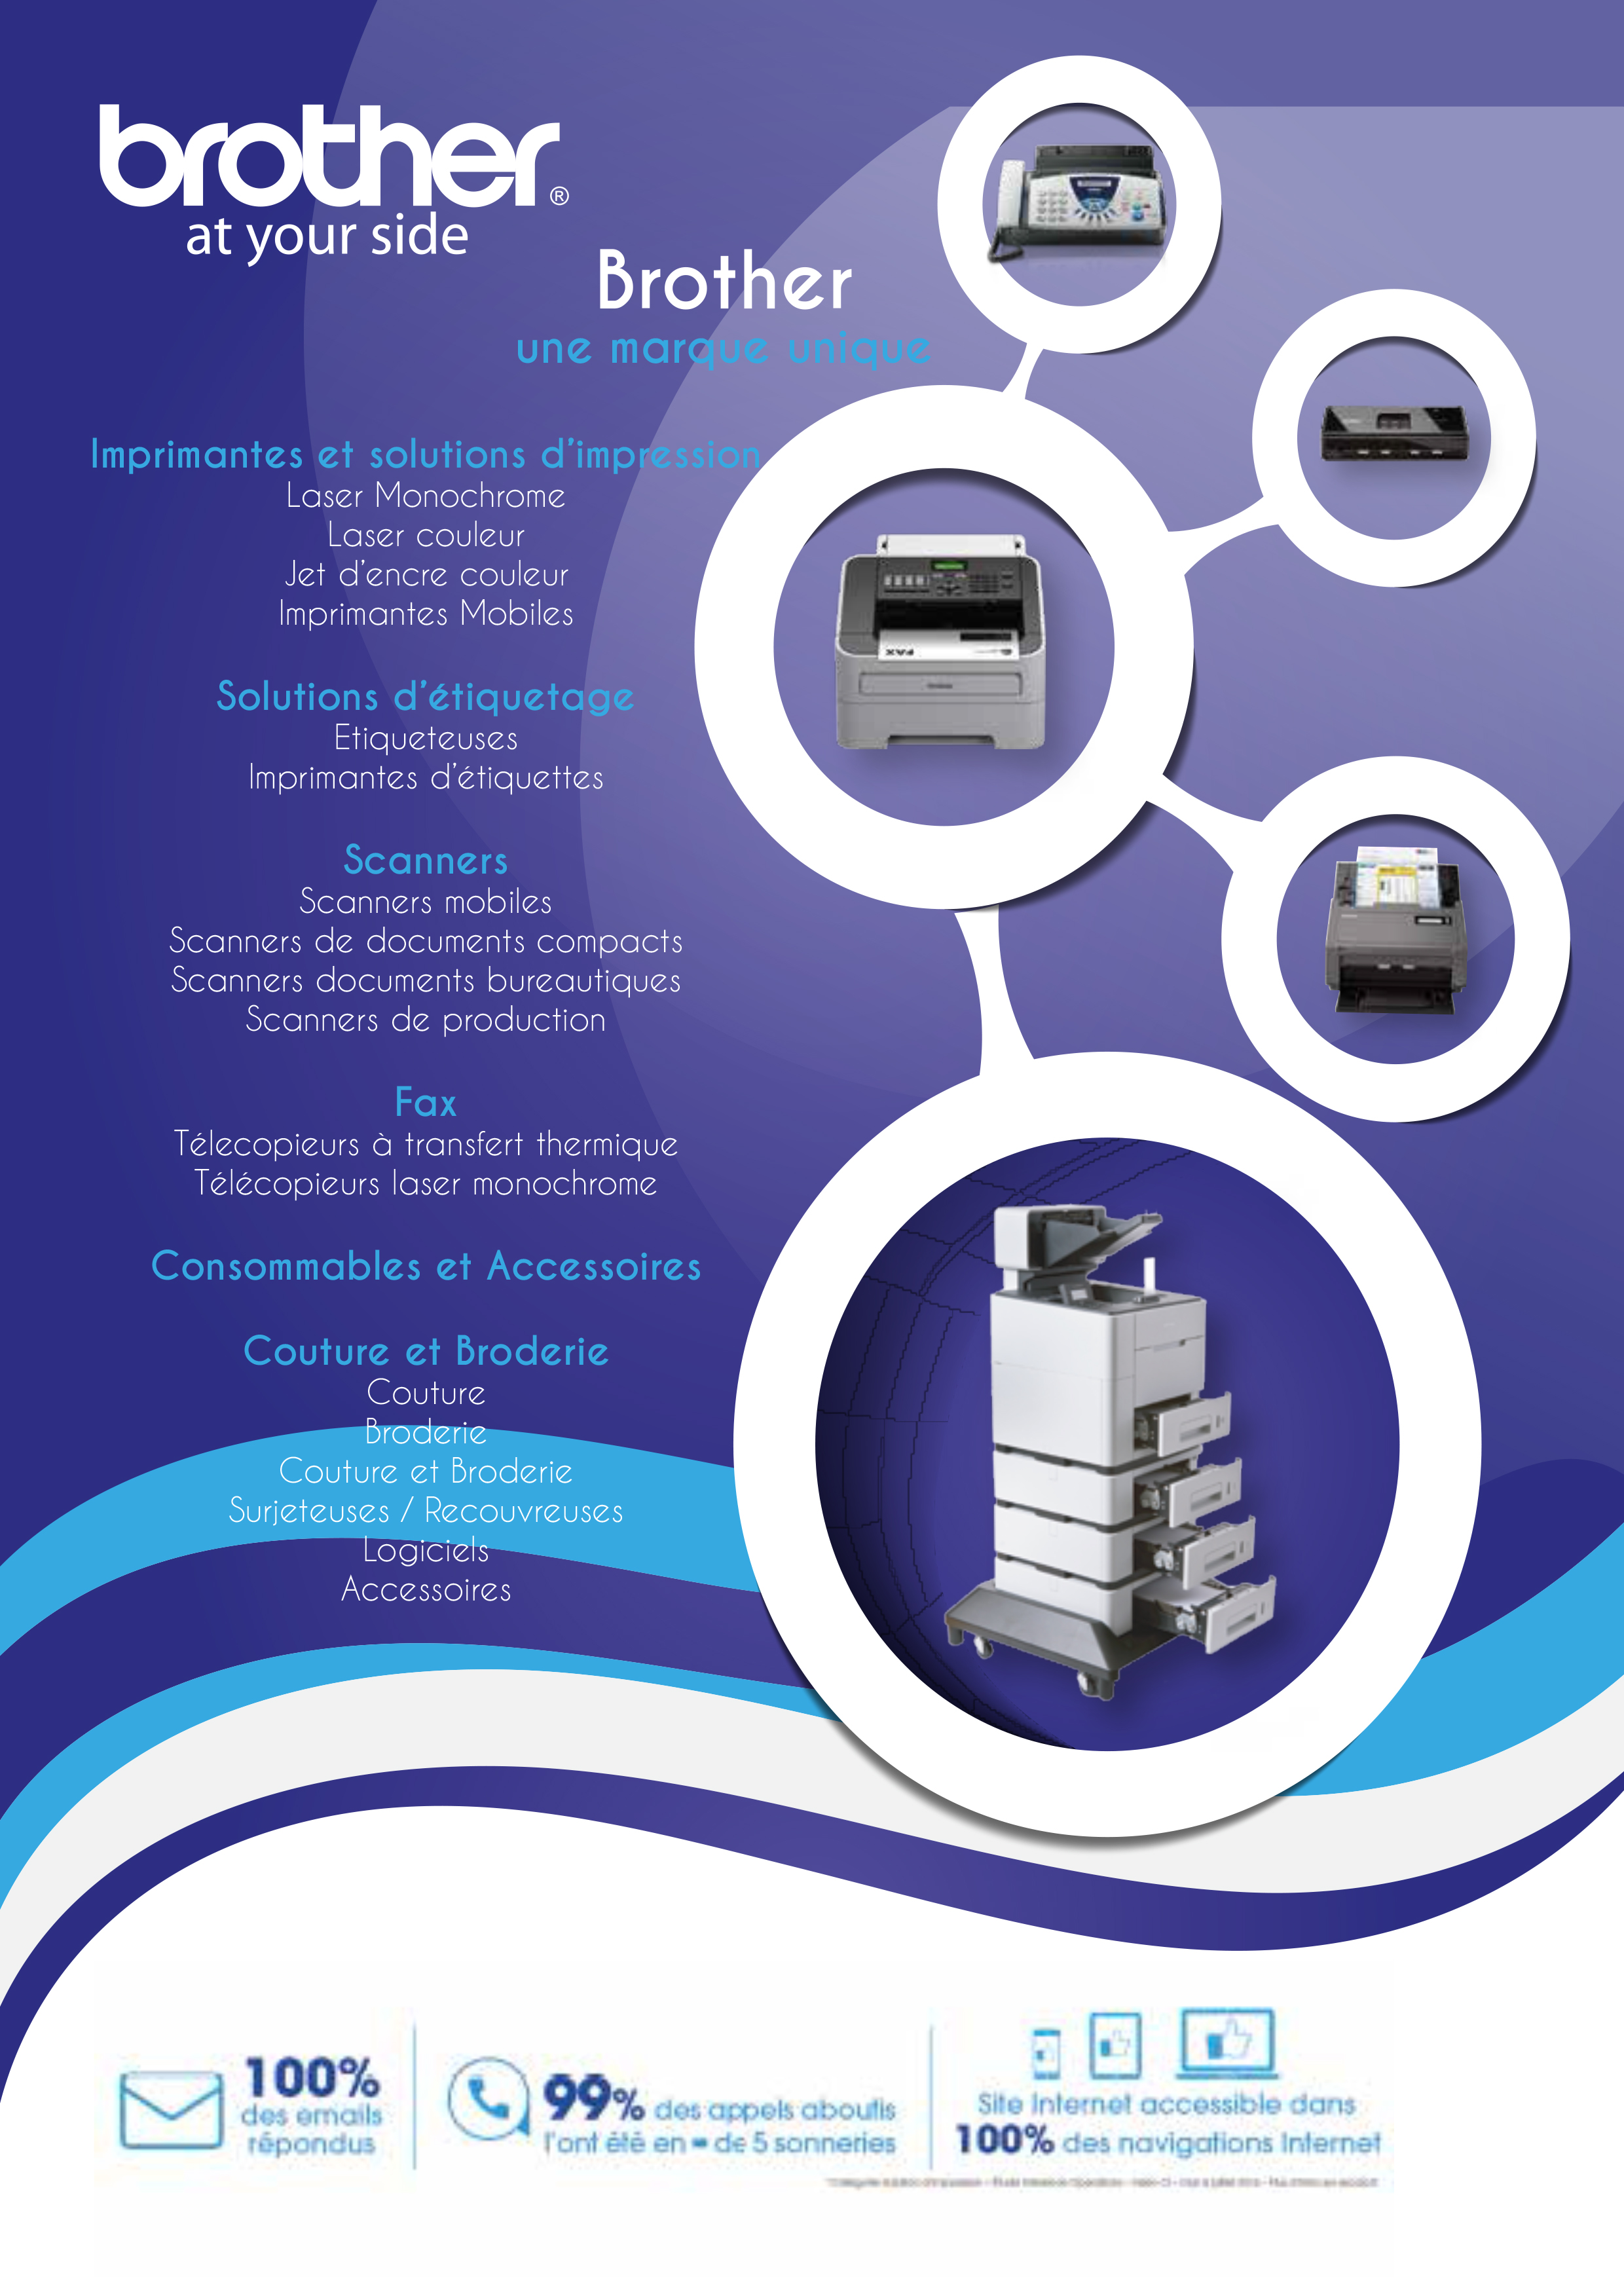 brother®
at your side
Brother
une marque unique
Imprimantes et solutions d'impression
Laser Monochrome
Laser couleur
Jet d'encre couleur
Imprimantes Mobiles
Solutions d'étiquetage
Etiqueteuses
Imprimantes d'étiquettes
Scanners
Scanners mobiles
Scanners de documents compacts
Scanners documents bureautiques
Scanners de production
Fax
Télecopieurs à transfert thermique
Télécopieurs laser monochrome
Consommables et Accessoires
Couture et Broderie
Couture
Broderie
Couture et Broderie
Surjeteuses / Recouvreuses
Logiciels
Accessoires
FAX
100%
des emails
répondus
99% des appels aboutis
l'ont été en - de 5 sonneries
Site Internet accessible dans
100% des navigations Internet